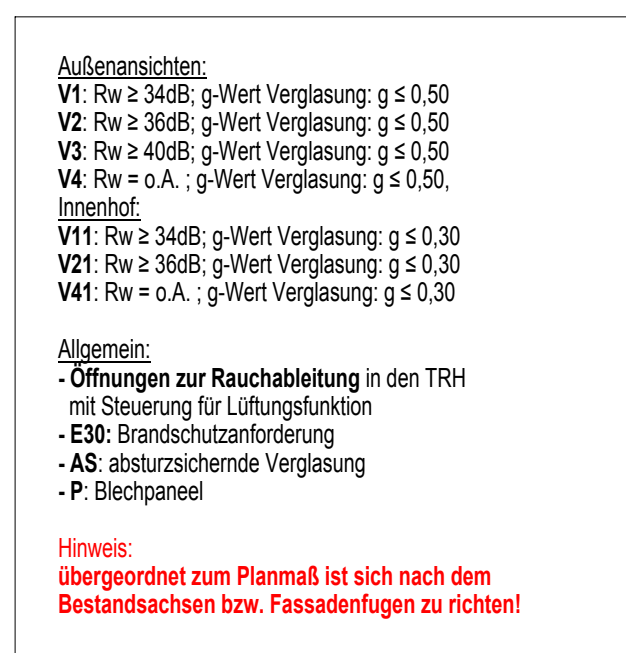 Außenansichten:
V1: Rw ≥ 34dB; g-Wert Verglasung: g ≤ 0,50
V2: Rw ≥ 36dB; g-Wert Verglasung: g ≤ 0,50
V3: Rw ≥ 40dB; g-Wert Verglasung: g ≤ 0,50
V4: Rw = o.A. ; g-Wert Verglasung: g ≤ 0,50,
Innenhof:
V11: Rw ≥ 34dB; g-Wert Verglasung: g ≤ 0,30
V21: Rw ≥ 36dB; g-Wert Verglasung: g ≤ 0,30
V41: Rw = o.A. ; g-Wert Verglasung: g ≤ 0,30
Allgemein:
- Öffnungen zur Rauchableitung in den TRH
mit Steuerung für Lüftungsfunktion
- E30: Brandschutzanforderung
- AS: absturzsichernde Verglasung
- P: Blechpaneel
Hinweis:
übergeordnet zum Planmaß ist sich nach dem
Bestandsachsen bzw. Fassadenfugen zu richten!